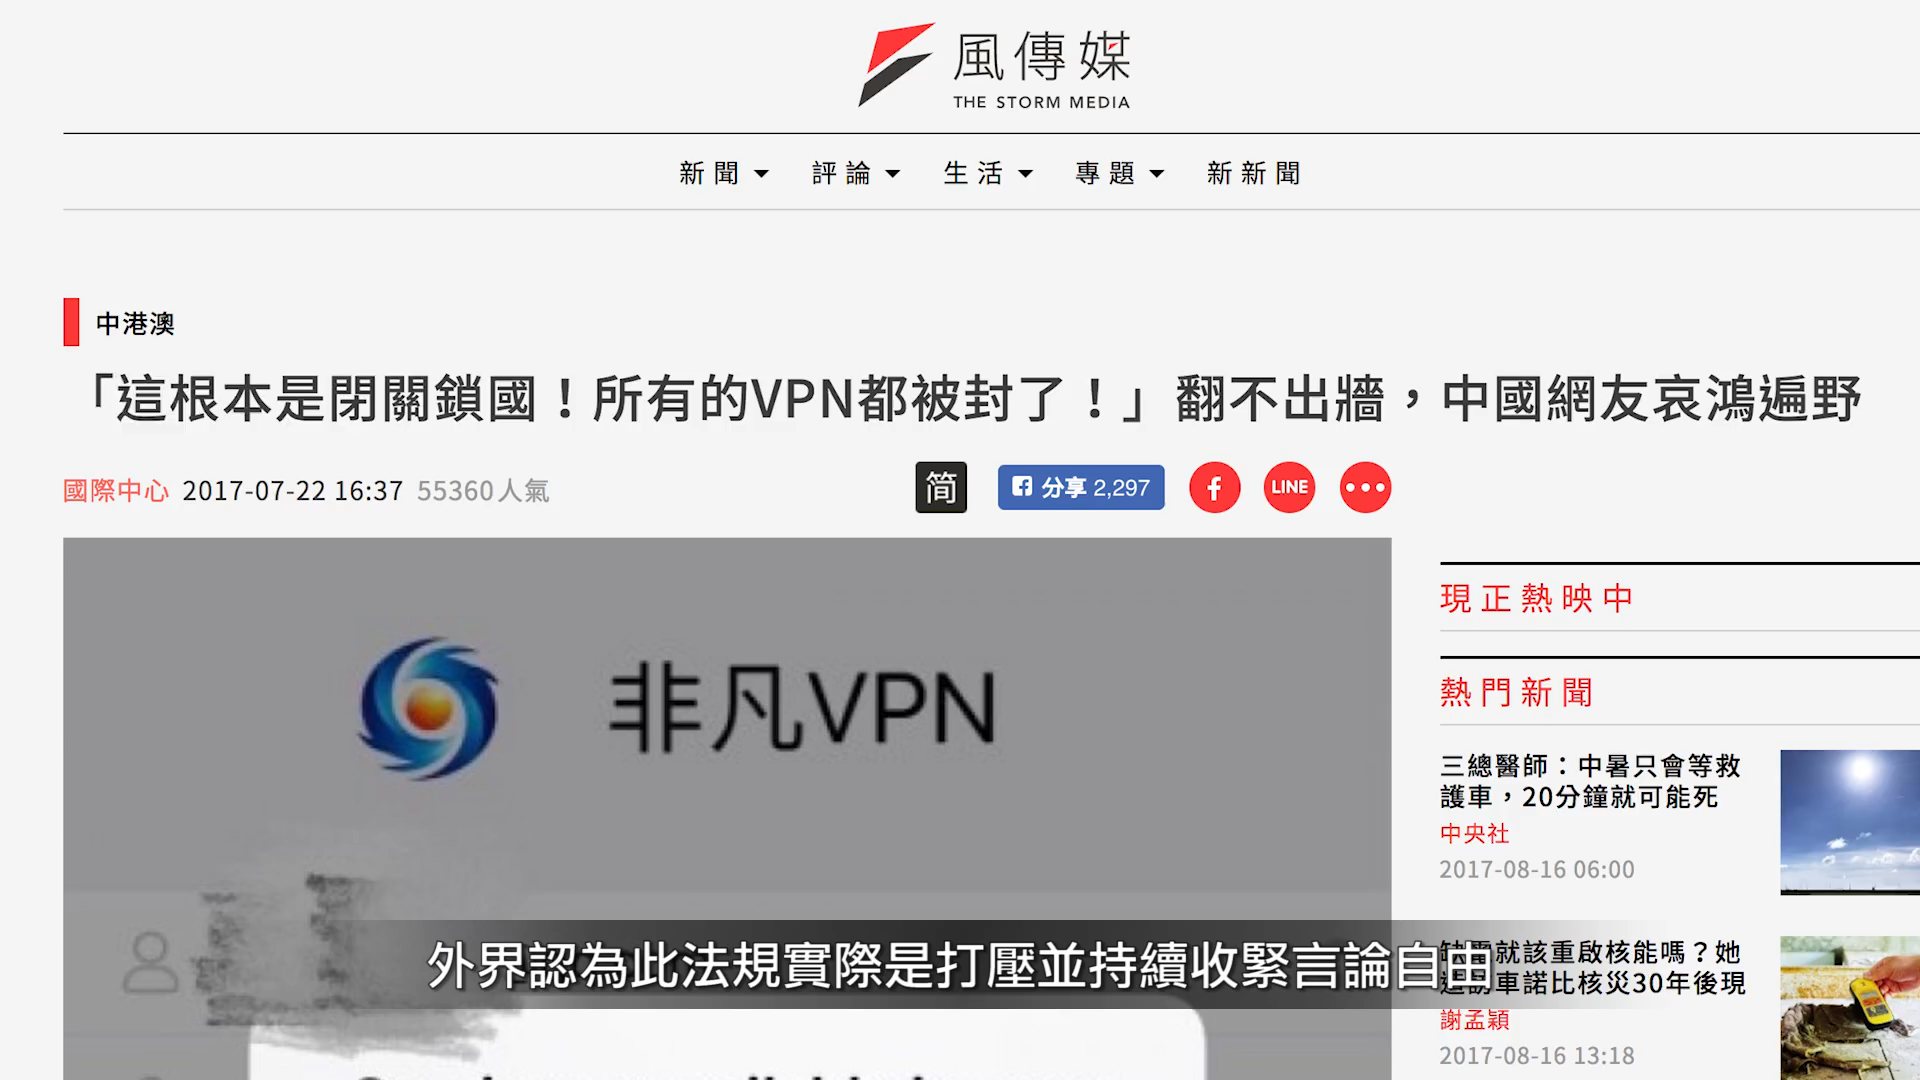 風傳媒
THE STORM MEDIA
新聞 評論 生活 專題 新新聞
中港澳
「這根本是閉關鎖國！所有的VPN都被封了！」翻不出牆，中國網友哀鴻遍野
國際中心 2017-07-22 16:37 55360人氣
简 分享 2,297 LINE
非凡VPN
現正熱映中
熱門新聞
三總醫師：中暑只會等救
護車，20分鐘就可能死
中央社
2017-08-16 06:00
就該重啟核能嗎？她
車諾比核災30年後現
謝孟穎
2017-08-16 13:18
外界認為此法規實際是打壓並持續收緊言論自由